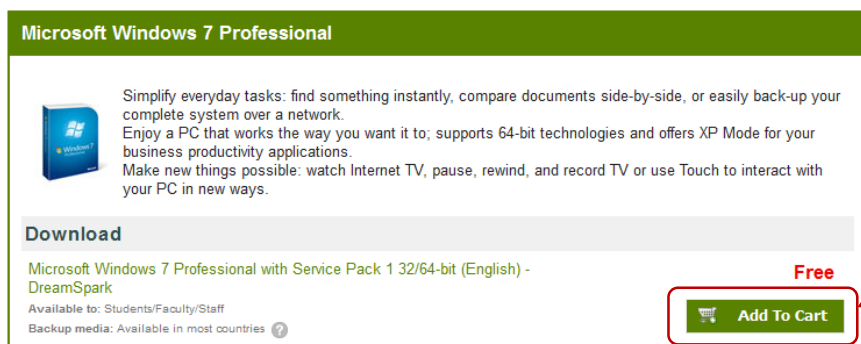 Microsoft Windows 7 Professional
Simplify everyday tasks: find something instantly, compare documents side-by-side, or easily back-up your
complete system over a network.
Enjoy a PC that works the way you want it to; supports 64-bit technologies and offers XP Mode for your
business productivity applications.
Make new things possible: watch Internet TV, pause, rewind, and record TV or use Touch to interact with
your PC in new ways.
Windows 7
Download
Microsoft Windows 7 Professional with Service Pack 1 32/64-bit (English) -
DreamSpark
Free
Available to: Students/Faculty/Staff
Add To Cart
Backup media: Available in most countries ?